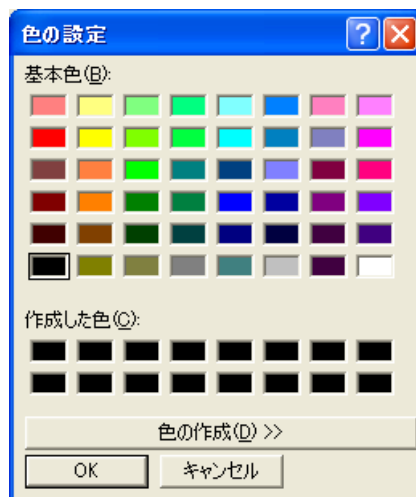 色の設定
基本色(B):
作成した色(C):
色の作成(D) >>
OK
キャンセル